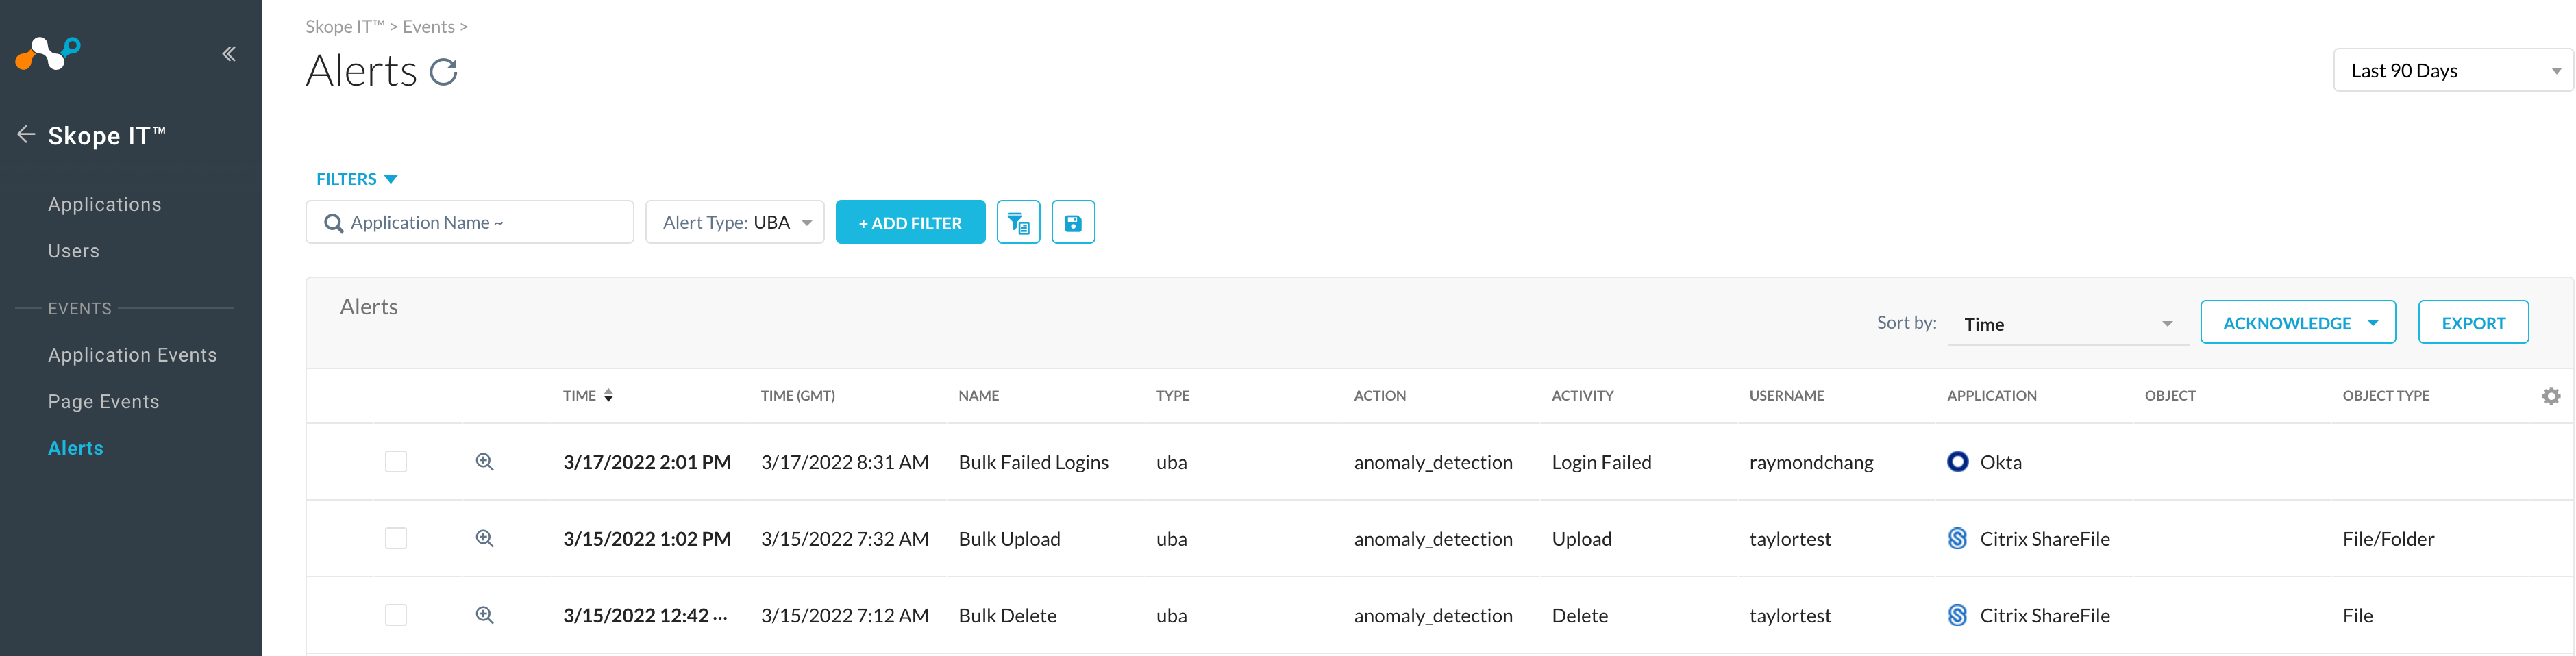 Skope IT™ > Events >
Alerts
Last 90 Days
Skope IT™
Applications
Users
EVENTS
Application Events
Page Events
Alerts
FILTERS
Application Name ~
Alert Type: UBA
+ ADD FILTER
Alerts
Sort by: Time
ACKNOWLEDGE
EXPORT
TIME TIME (GMT) NAME TYPE ACTION ACTIVITY USERNAME APPLICATION OBJECT OBJECT TYPE
3/17/2022 2:01 PM 3/17/2022 8:31 AM Bulk Failed Logins uba anomaly_detection Login Failed raymondchang Okta
3/15/2022 1:02 PM 3/15/2022 7:32 AM Bulk Upload uba anomaly_detection Upload taylortest Citrix ShareFile File/Folder
3/15/2022 12:42 ... 3/15/2022 7:12 AM Bulk Delete uba anomaly_detection Delete taylortest Citrix ShareFile File